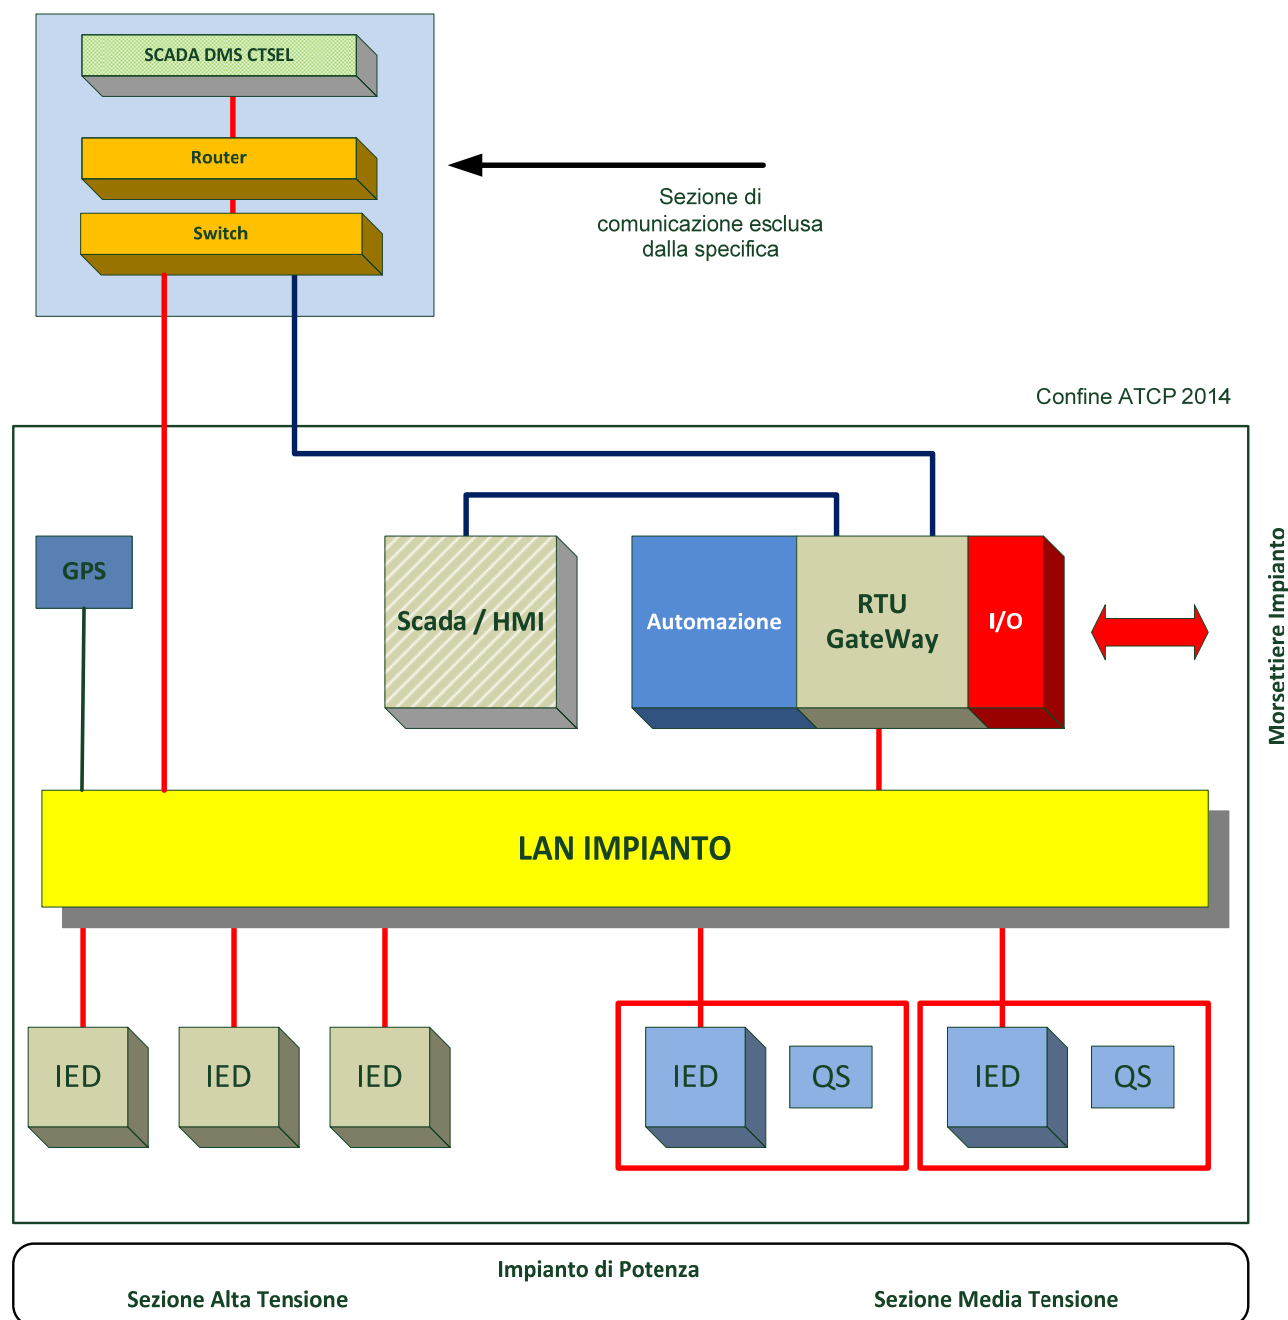 SCADA DMS CTSEL
Router
Switch
Sezione di
comunicazione esclusa
dalla specifica
Confine ATCP 2014
GPS
Scada / HMI
Automazione
RTU
GateWay
I/O
Morsettiere Impianto
LAN IMPIANTO
IED
IED
IED
IED
QS
IED
QS
Impianto di Potenza
Sezione Alta Tensione
Sezione Media Tensione